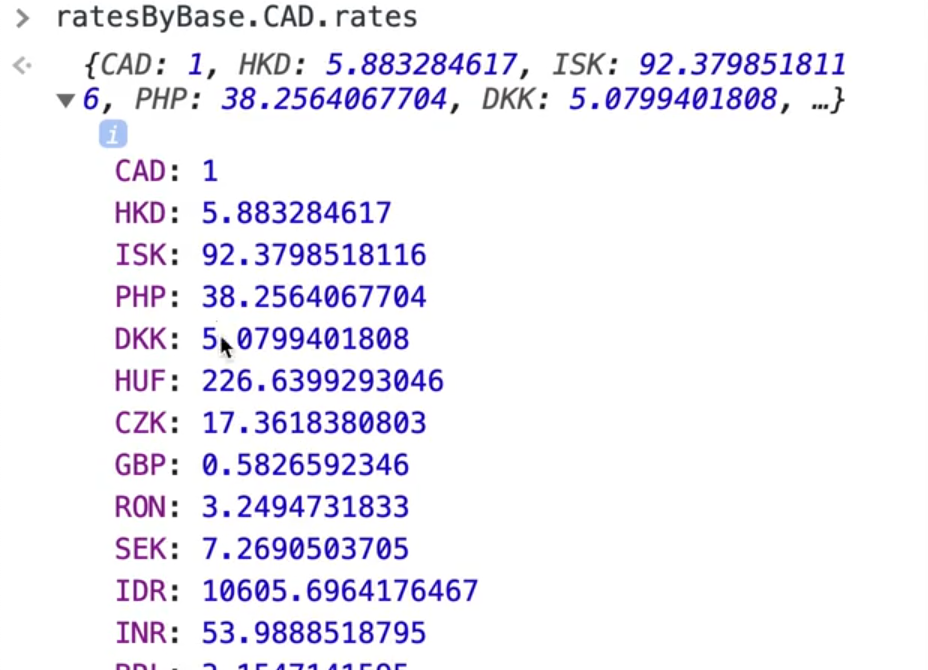 > ratesByBase.CAD.rates
{CAD: 1, HKD: 5.883284617, ISK: 92.379851811
6, PHP: 38.2564067704, DKK: 5.0799401808, …}
i
CAD: 1
HKD: 5.883284617
ISK: 92.3798518116
PHP: 38.2564067704
DKK: 5.0799401808
HUF: 226.6399293046
CZK: 17.3618380803
GBP: 0.5826592346
RON: 3.2494731833
SEK: 7.2690503705
IDR: 10605.6964176467
INR: 53.9888518795